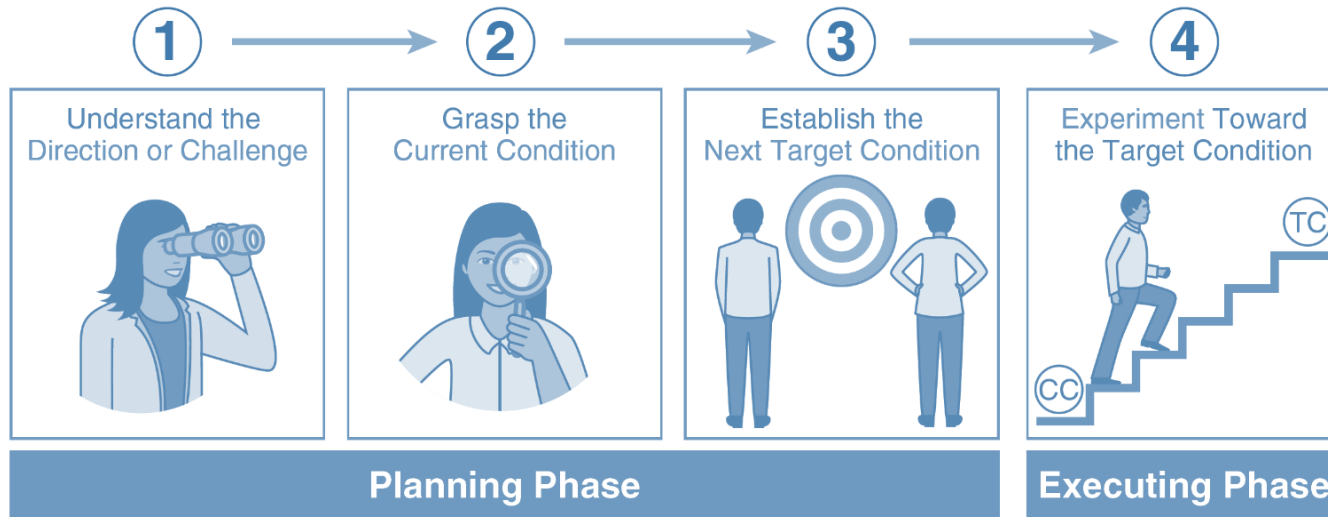 1
2
3
4
Understand the
Direction or Challenge
Grasp the
Current Condition
Establish the
Next Target Condition
Experiment Toward
the Target Condition
TC
CC
Planning Phase
Executing Phase